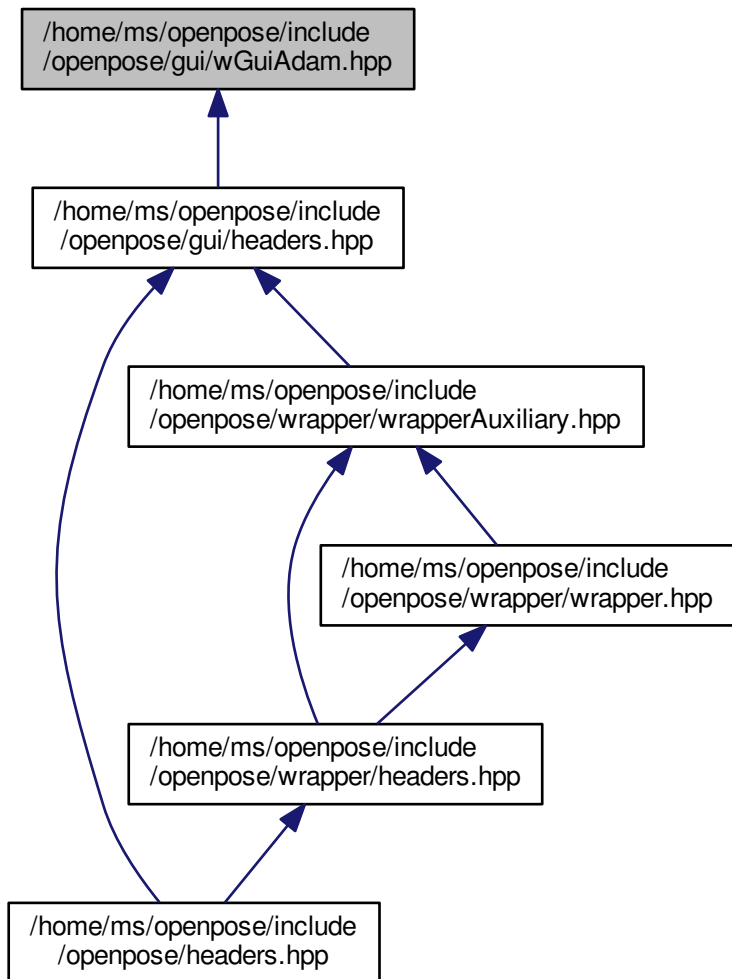 /home/ms/openpose/include
/openpose/gui/wGuiAdam.hpp
/home/ms/openpose/include
/openpose/gui/headers.hpp
/home/ms/openpose/include
/openpose/wrapper/wrapperAuxiliary.hpp
/home/ms/openpose/include
/openpose/wrapper/wrapper.hpp
/home/ms/openpose/include
/openpose/wrapper/headers.hpp
/home/ms/openpose/include
/openpose/headers.hpp